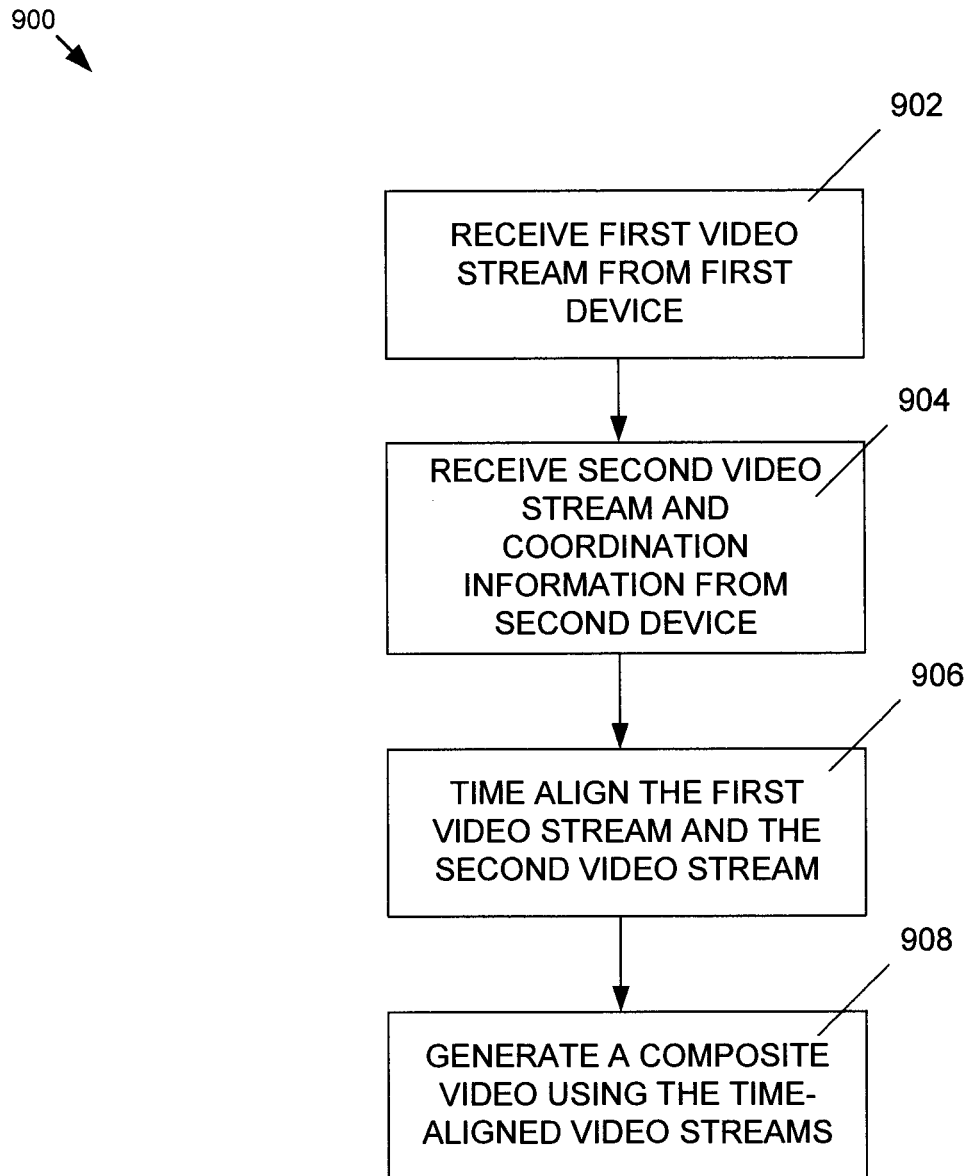 900
902
RECEIVE FIRST VIDEO
STREAM FROM FIRST
DEVICE
904
RECEIVE SECOND VIDEO
STREAM AND
COORDINATION
INFORMATION FROM
SECOND DEVICE
906
TIME ALIGN THE FIRST
VIDEO STREAM AND THE
SECOND VIDEO STREAM
908
GENERATE A COMPOSITE
VIDEO USING THE TIME-
ALIGNED VIDEO STREAMS